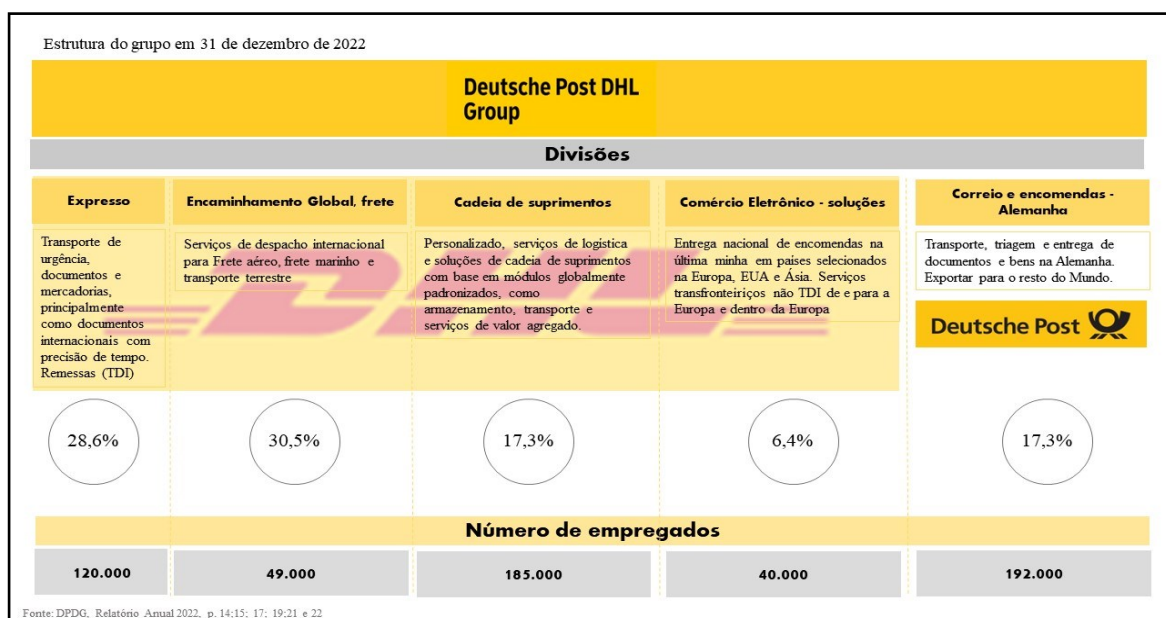 Estrutura do grupo em 31 de dezembro de 2022
Deutsche Post DHL
Group
Divisões
Expresso
Transporte de
urgência,
documentos e
mercadorias,
principalmente
como documentos
internacionais com
precisão de tempo.
Remessas (TDI)
Encaminhamento Global, frete
Serviços de despacho internacional
para Frete aéreo, frete marinho e
transporte terrestre
Cadeia de suprimentos
Personalizado, serviços de logística
e soluções de cadeia de suprimentos
com base em módulos globalmente
padronizados, como
armazenamento, transporte e
serviços de valor agregado.
Comércio Eletrônico - soluções
Entrega nacional de encomendas na
última minha em países selecionados
na Europa, EUA e Ásia. Serviços
transfronteiriços não TDI de e para a
Europa e dentro da Europa
Correio e encomendas -
Alemanha
Transporte, triagem e entrega de
documentos e bens na Alemanha.
Exportar para o resto do Mundo.
DHL
Deutsche Post
28,6%
30,5%
17,3%
6,4%
17,3%
Número de empregados
120.000
49.000
185.000
40.000
192.000
Fonte: DPDG, Relatório Anual 2022, p. 14;15; 17; 19;21 e 22